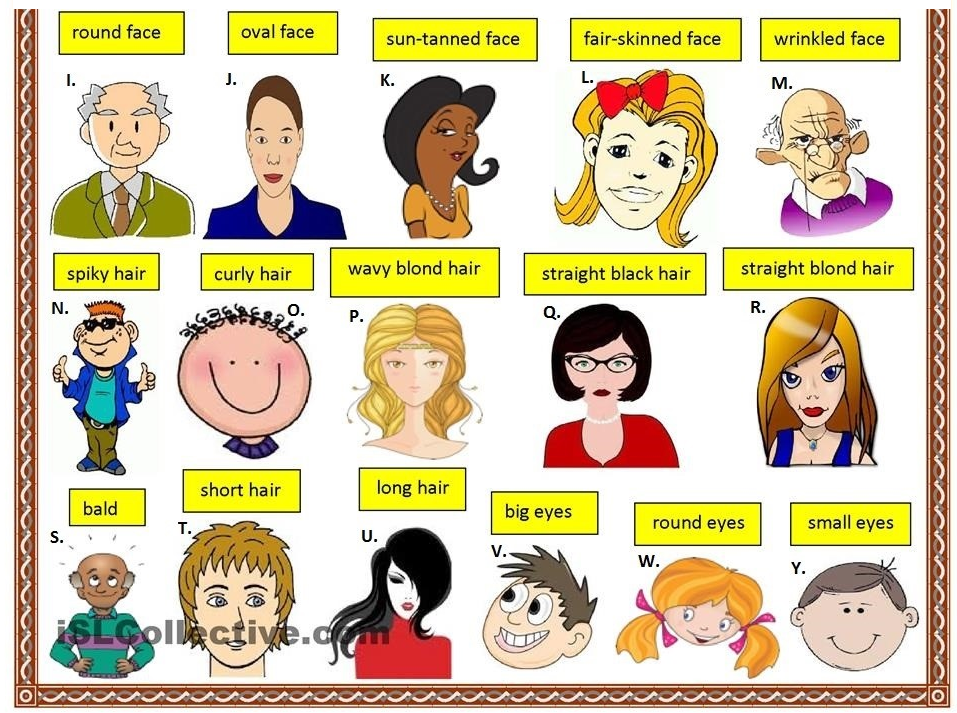 round face
oval face
sun-tanned face
fair-skinned face
wrinkled face
I.
J.
K.
L.
M.
spiky hair
curly hair
wavy blond hair
straight black hair
straight blond hair
N.
O.
P.
Q.
R.
bald
short hair
long hair
big eyes
round eyes
small eyes
S.
T.
U.
V.
W.
Y.
iSLCollective.com